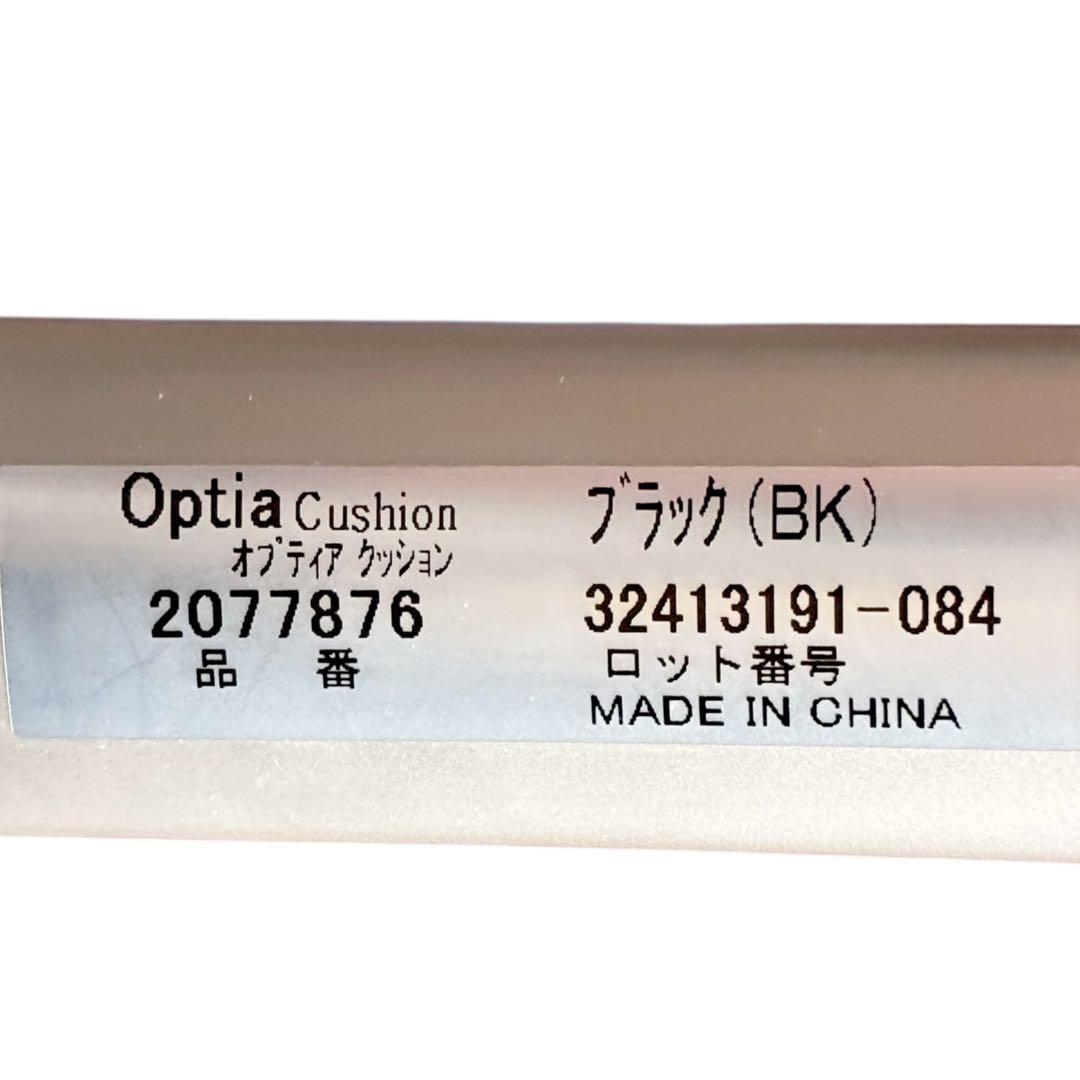 Optia Cushion
ｵﾌﾟﾃｨｱ ｸｯｼｮﾝ
2077876
品 番
ﾌﾞﾗｯｸ(BK)
32413191-084
ロット番号
MADE IN CHINA